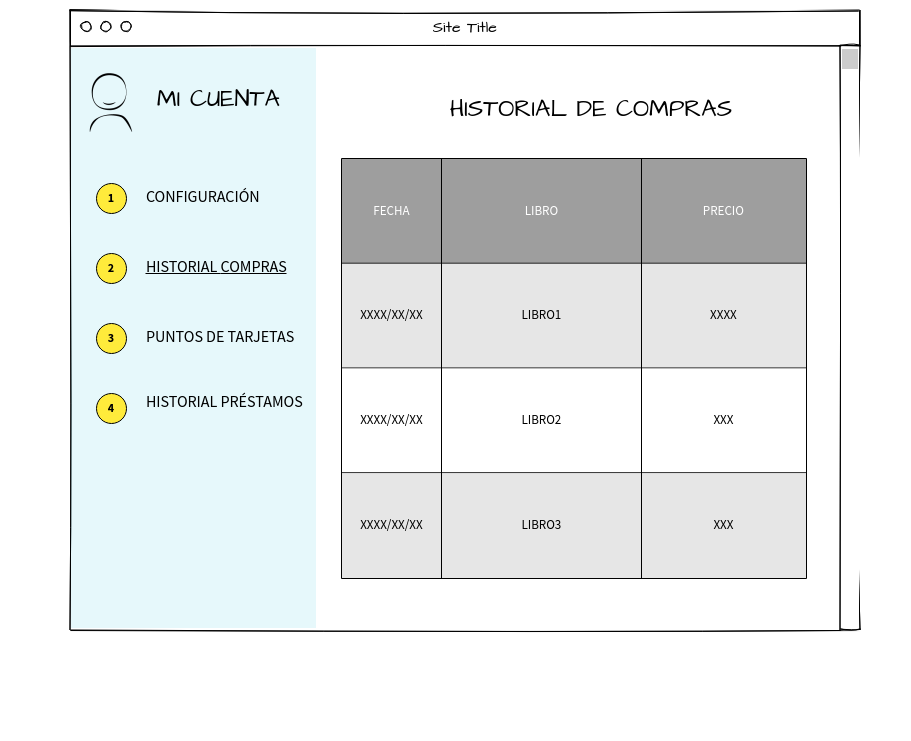 Site Title
MI CUENTA
1 CONFIGURACIÓN
2 HISTORIAL COMPRAS
3 PUNTOS DE TARJETAS
4 HISTORIAL PRÉSTAMOS
HISTORIAL DE COMPRAS
FECHA LIBRO PRECIO
XXXX/XX/XX LIBRO1 XXXX
XXXX/XX/XX LIBRO2 XXX
XXXX/XX/XX LIBRO3 XXX